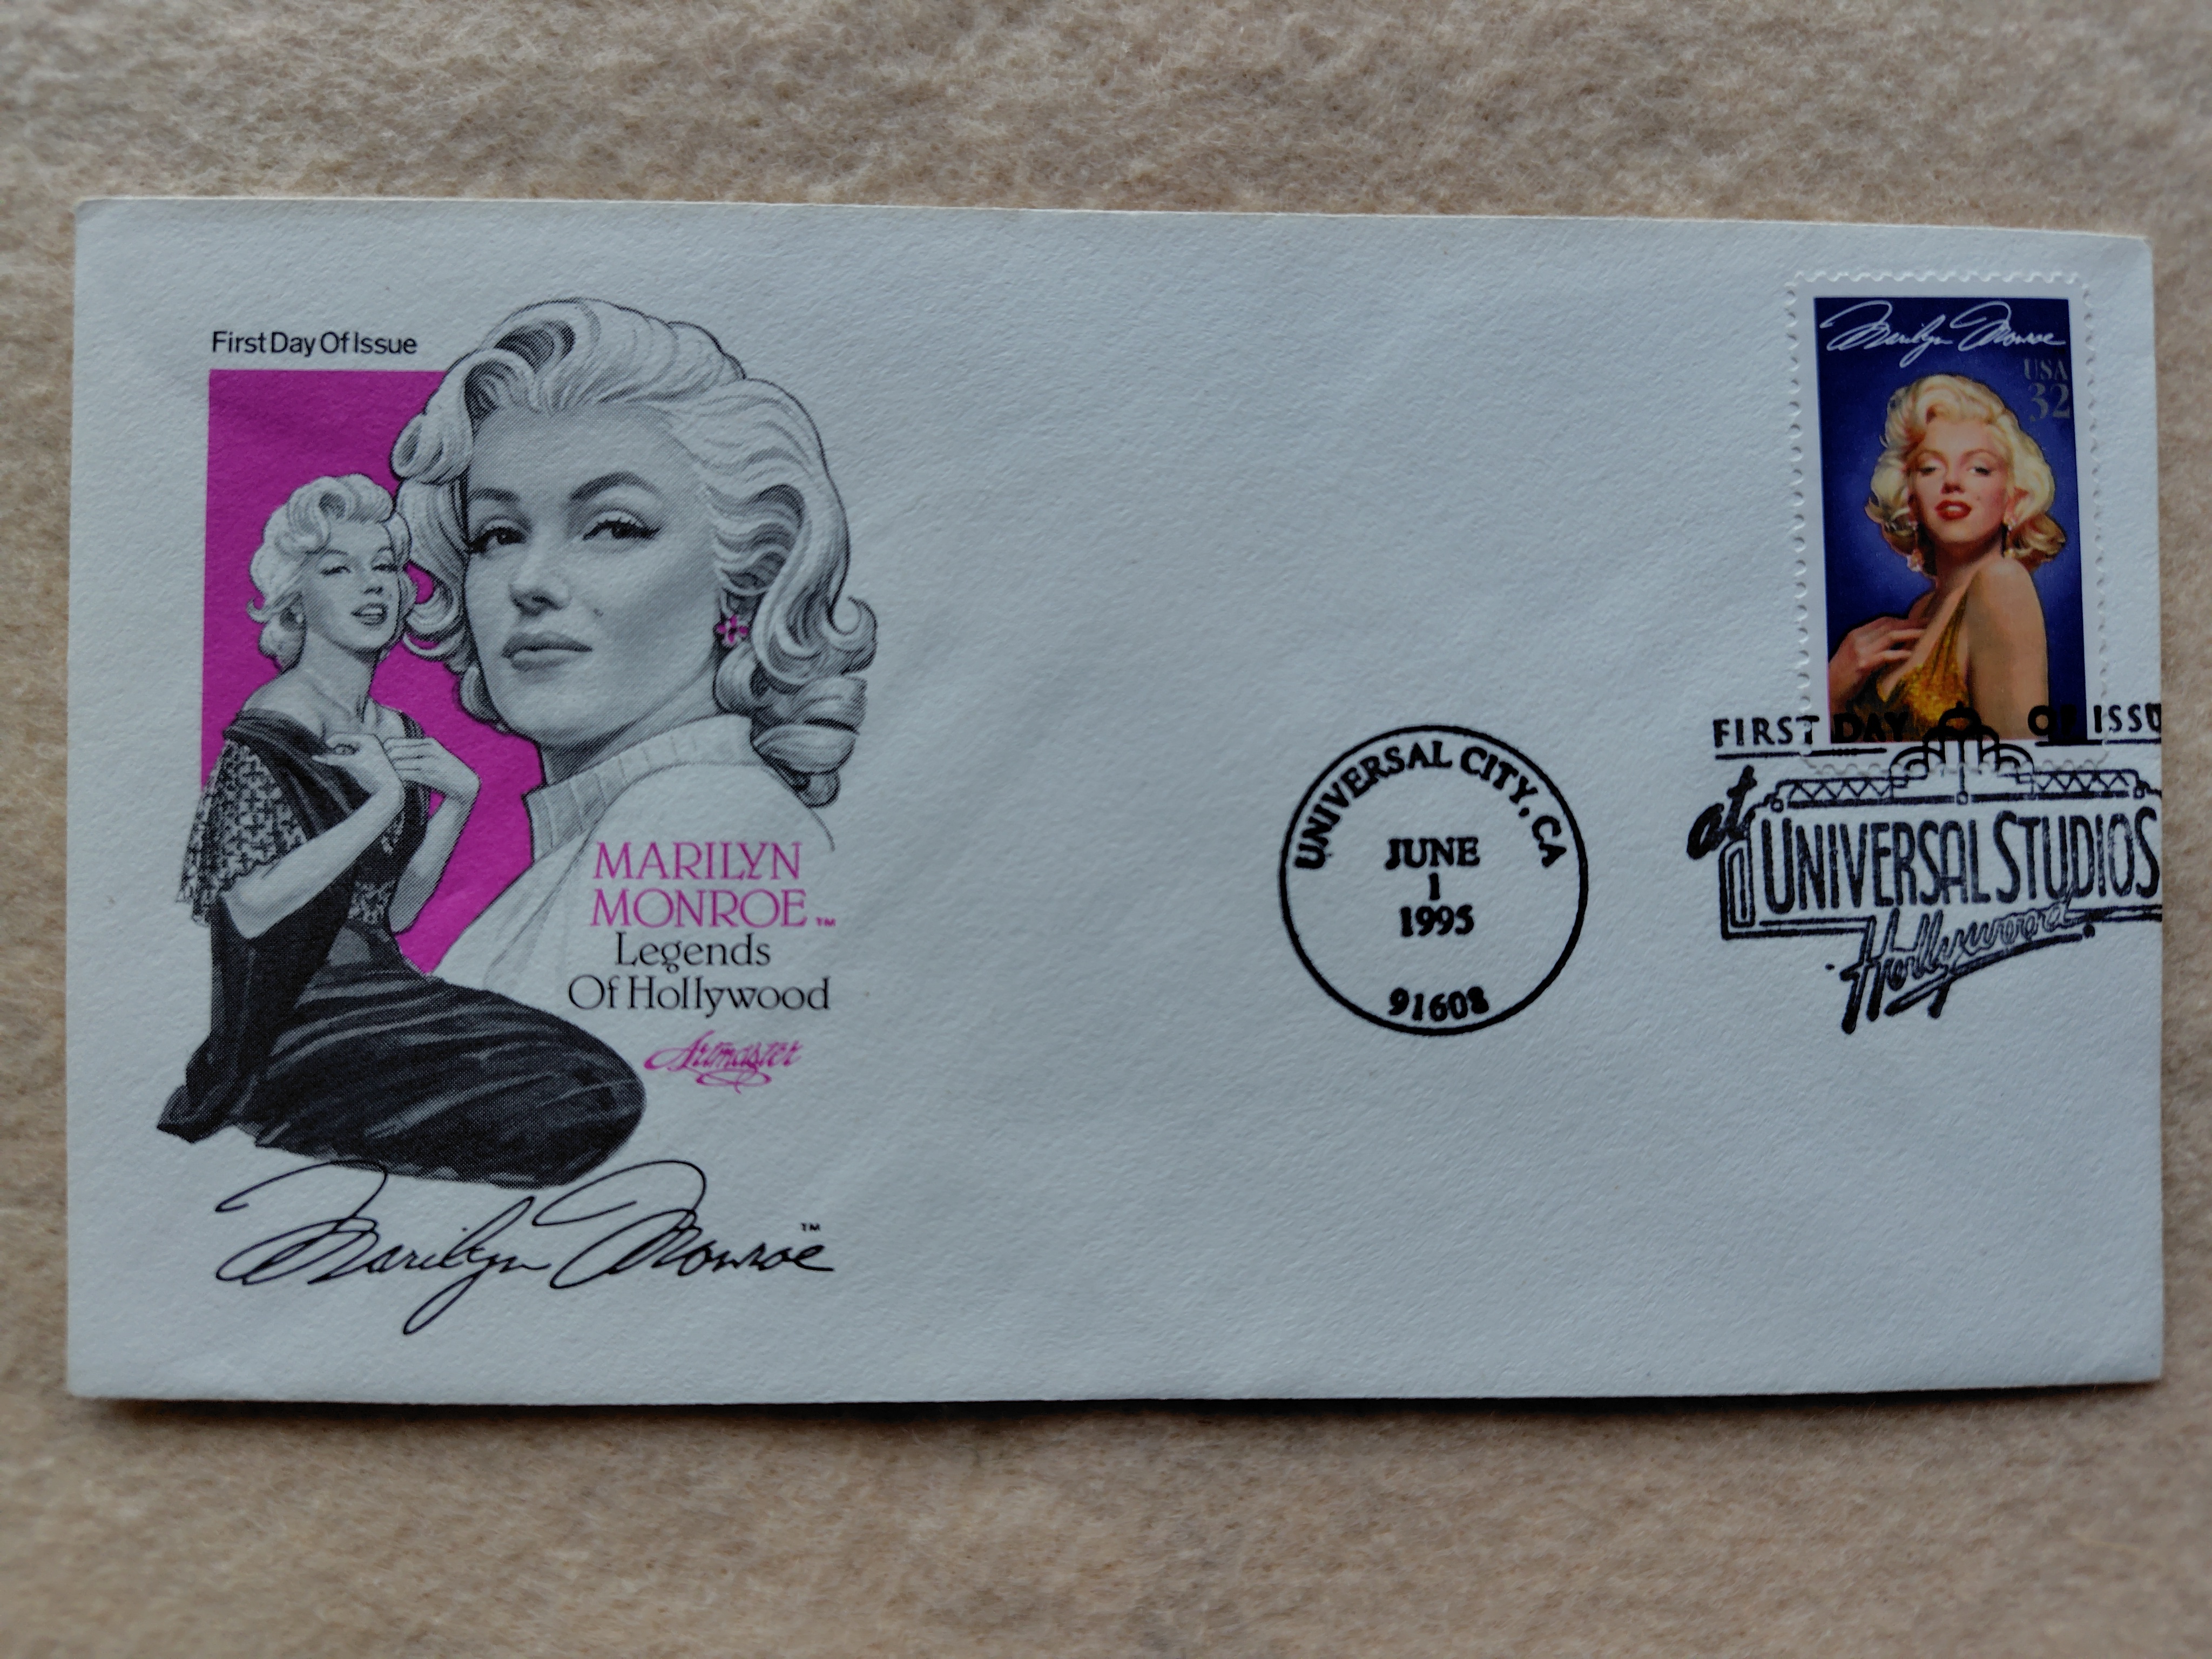 First Day Of Issue
MARILYN
MONROE™
Legends
Of Hollywood
Artmaster
Marilyn Monroe™
UNIVERSAL CITY, CA
JUNE
1
1995
91608
Marilyn Monroe
USA
32
FIRST DAY OF ISSU
at
UNIVERSAL STUDIOS
Hollywood